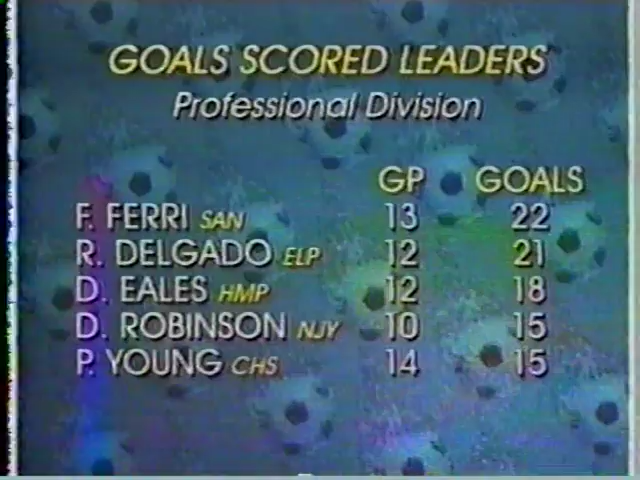 GOALS SCORED LEADERS
Professional Division
GP GOALS
F. FERRI SAN 13 22
R. DELGADO ELP 12 21
D. EALES HMP 12 18
D. ROBINSON NJY 10 15
P. YOUNG CHS 14 15